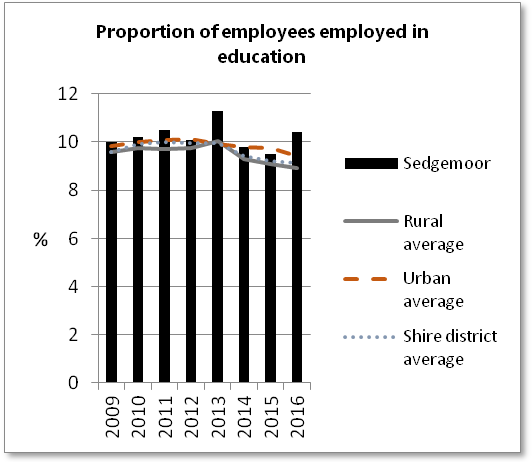 Proportion of employees employed in
education
12
10
8
6
4
2
0
%
2009
2010
2011
2012
2013
2014
2015
2016
Sedgemoor
Rural
average
Urban
average
Shire district
average